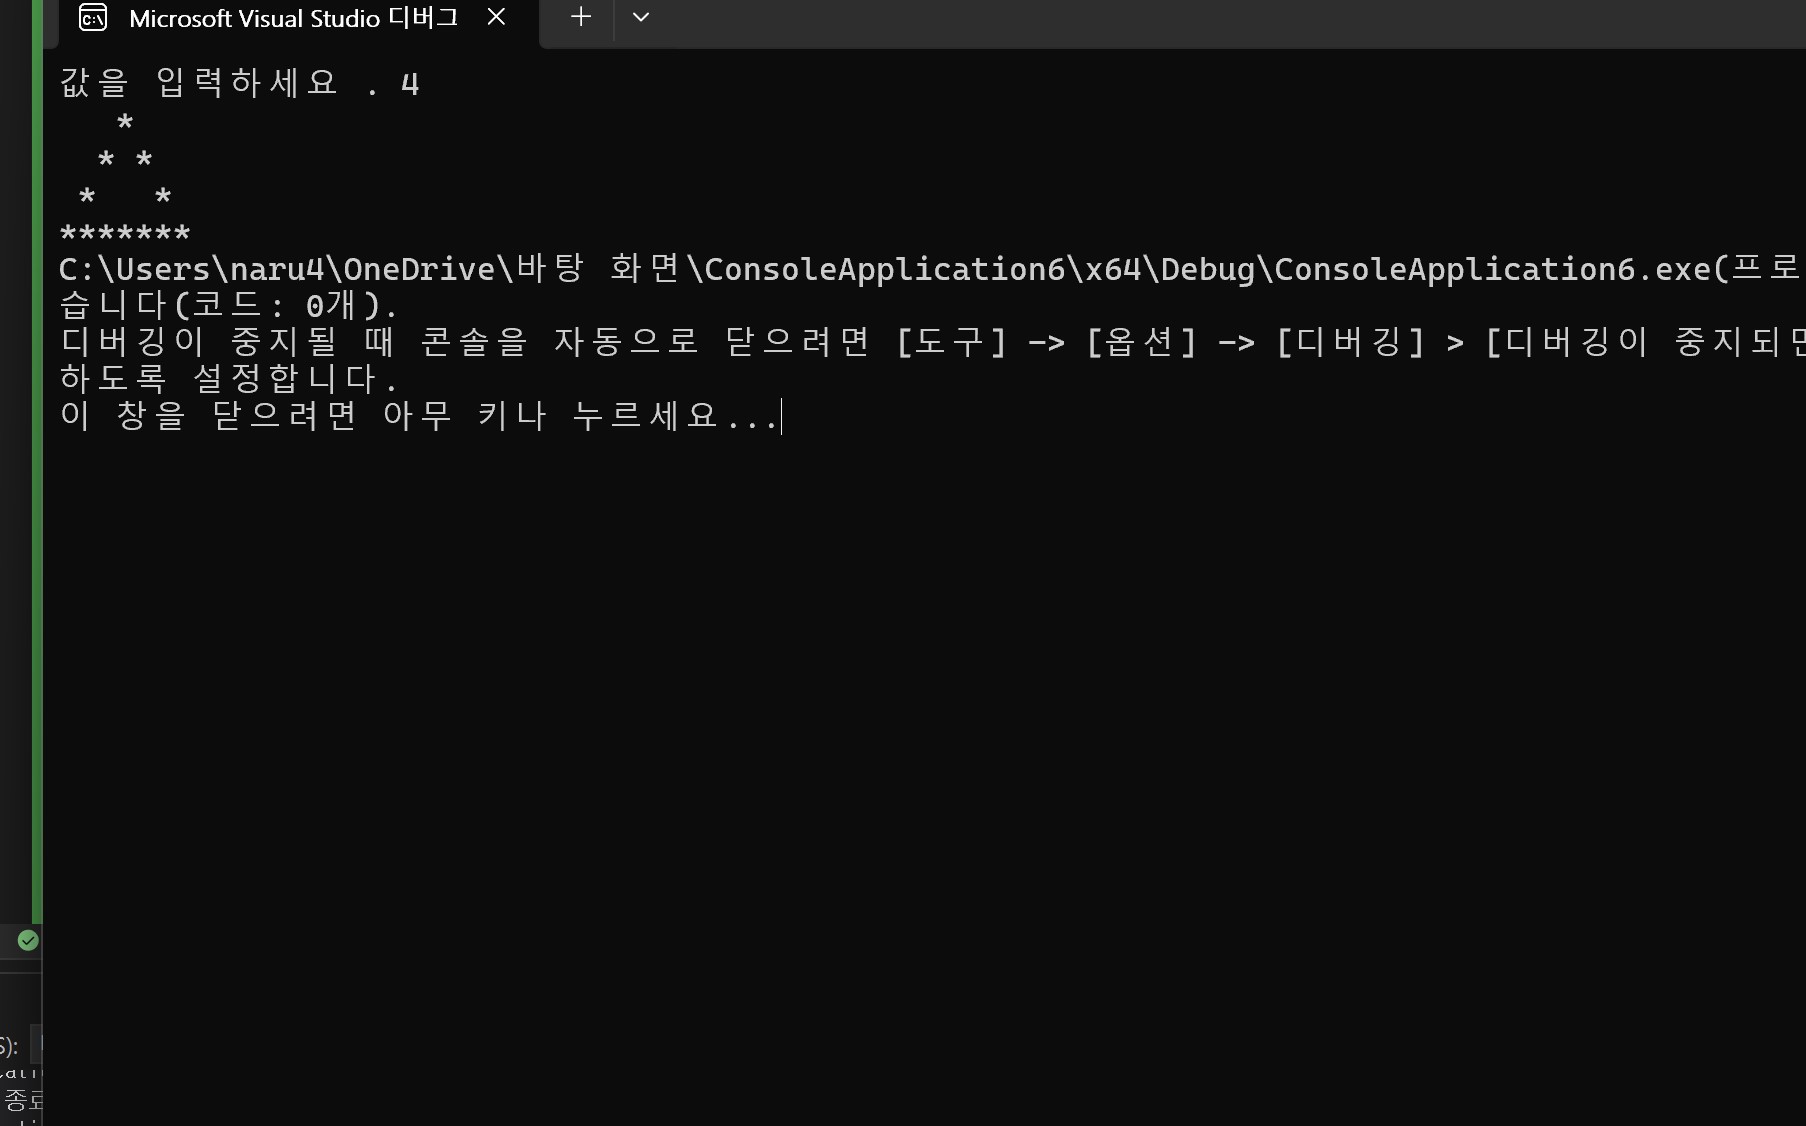 Microsoft Visual Studio 디버그
값을 입력하세요 . 4
   *
  * *
 *   *
*******
C:\Users\naru4\OneDrive\바탕 화면\ConsoleApplication6\x64\Debug\ConsoleApplication6.exe(프로
습니다(코드: 0개).
디버깅이 중지될 때 콘솔을 자동으로 닫으려면 [도구] -> [옵션] -> [디버깅] > [디버깅이 중지되면
하도록 설정합니다.
이 창을 닫으려면 아무 키나 누르세요...
S):
종료